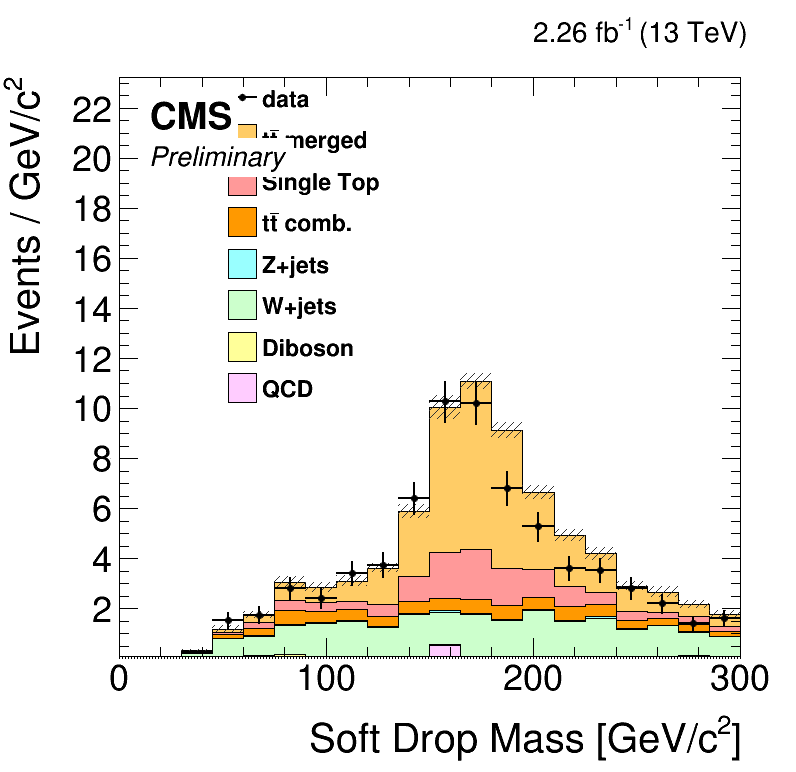 2.26 fb⁻¹ (13 TeV)
Events / GeV/c²
22
20
18
16
14
12
10
8
6
4
2
CMS
Preliminary
data
tt̄ merged
Single Top
tt̄ comb.
Z+jets
W+jets
Diboson
QCD
0 100 200 300
Soft Drop Mass [GeV/c²]